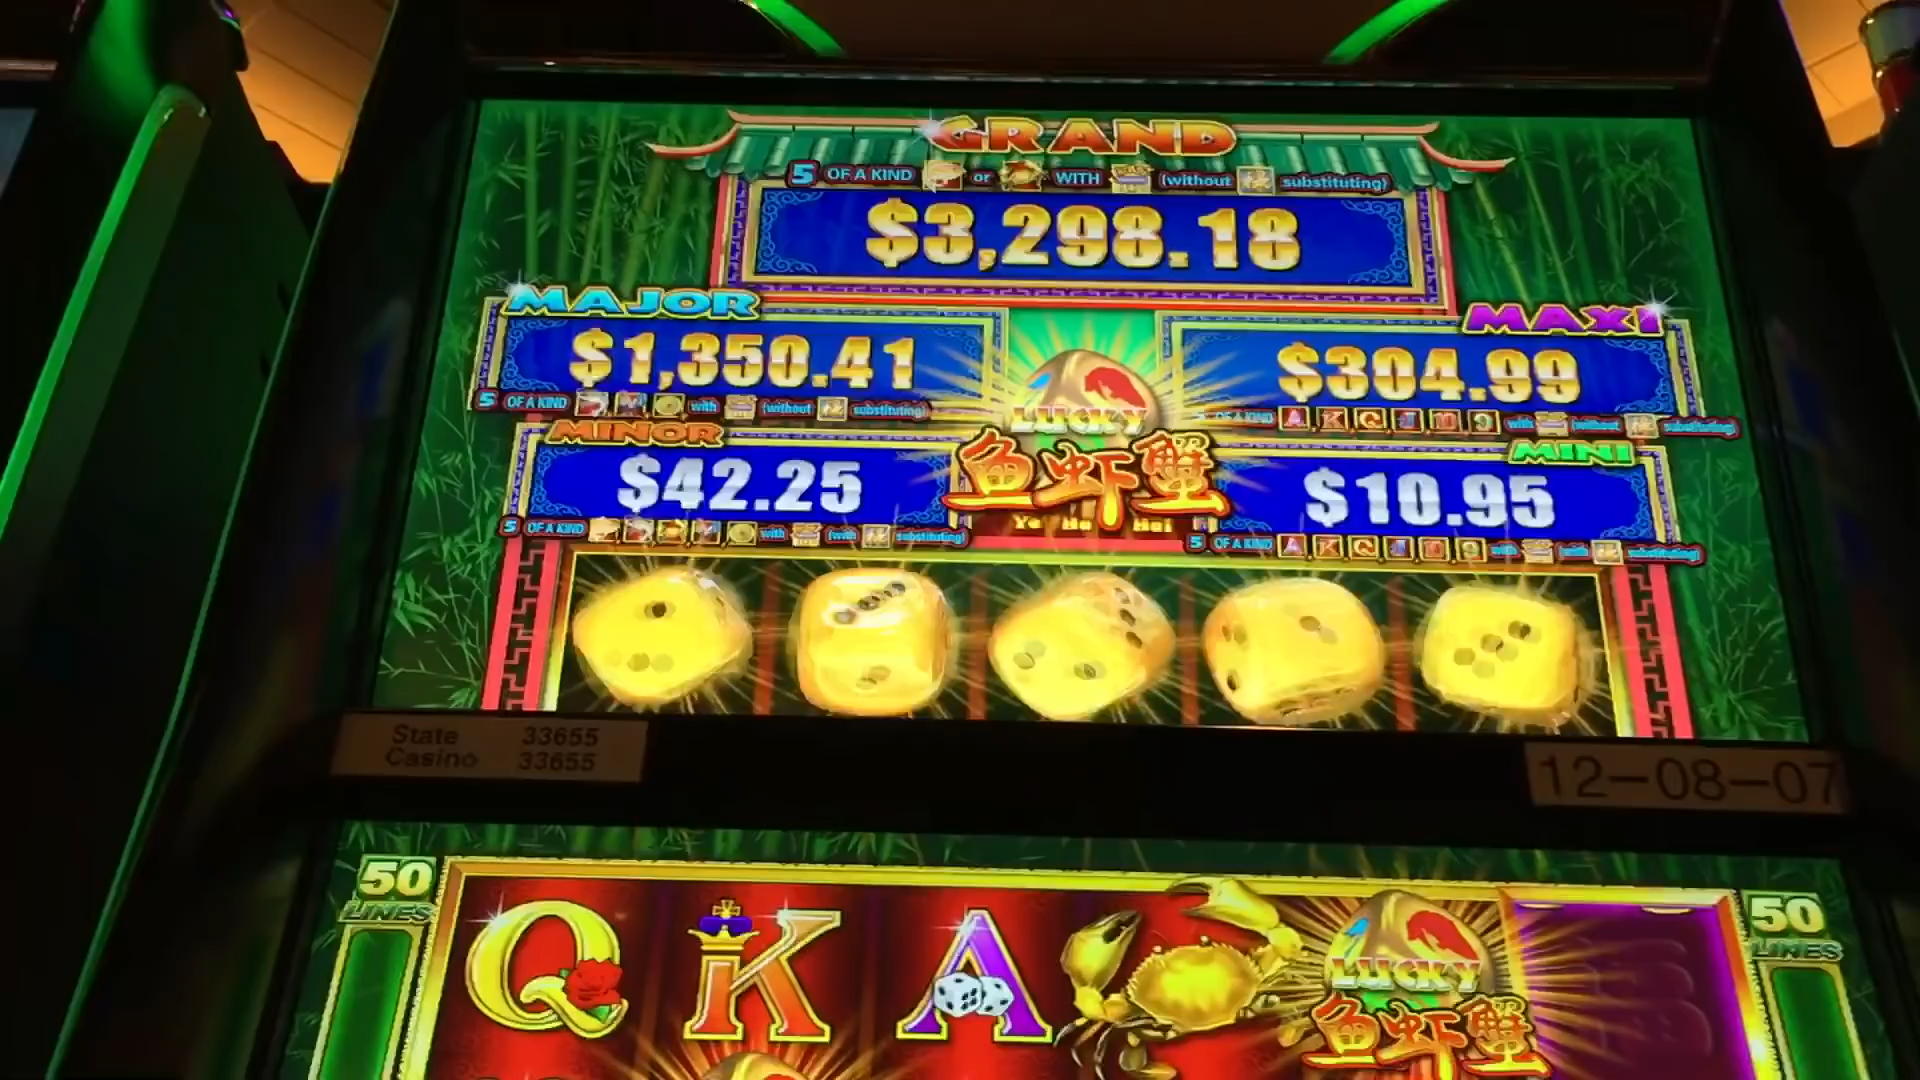 GRAND
5 OF A KIND or WITH (without substituting)
$3,298.18
MAJOR
$1,350.41
5 OF A KIND with (without substituting)
MAXI
$304.99
5 OF A KIND A K Q J 10 9 with (without substituting)
LUCKY
鱼虾蟹
MINOR
$42.25
5 OF A KIND with (with substituting)
MINI
$10.95
5 OF A KIND A K Q J 10 9 with (with substituting)
State 33655
Casino 33655
12-08-07
50
LINES
Q K A
LUCKY
鱼虾蟹
50
LINES